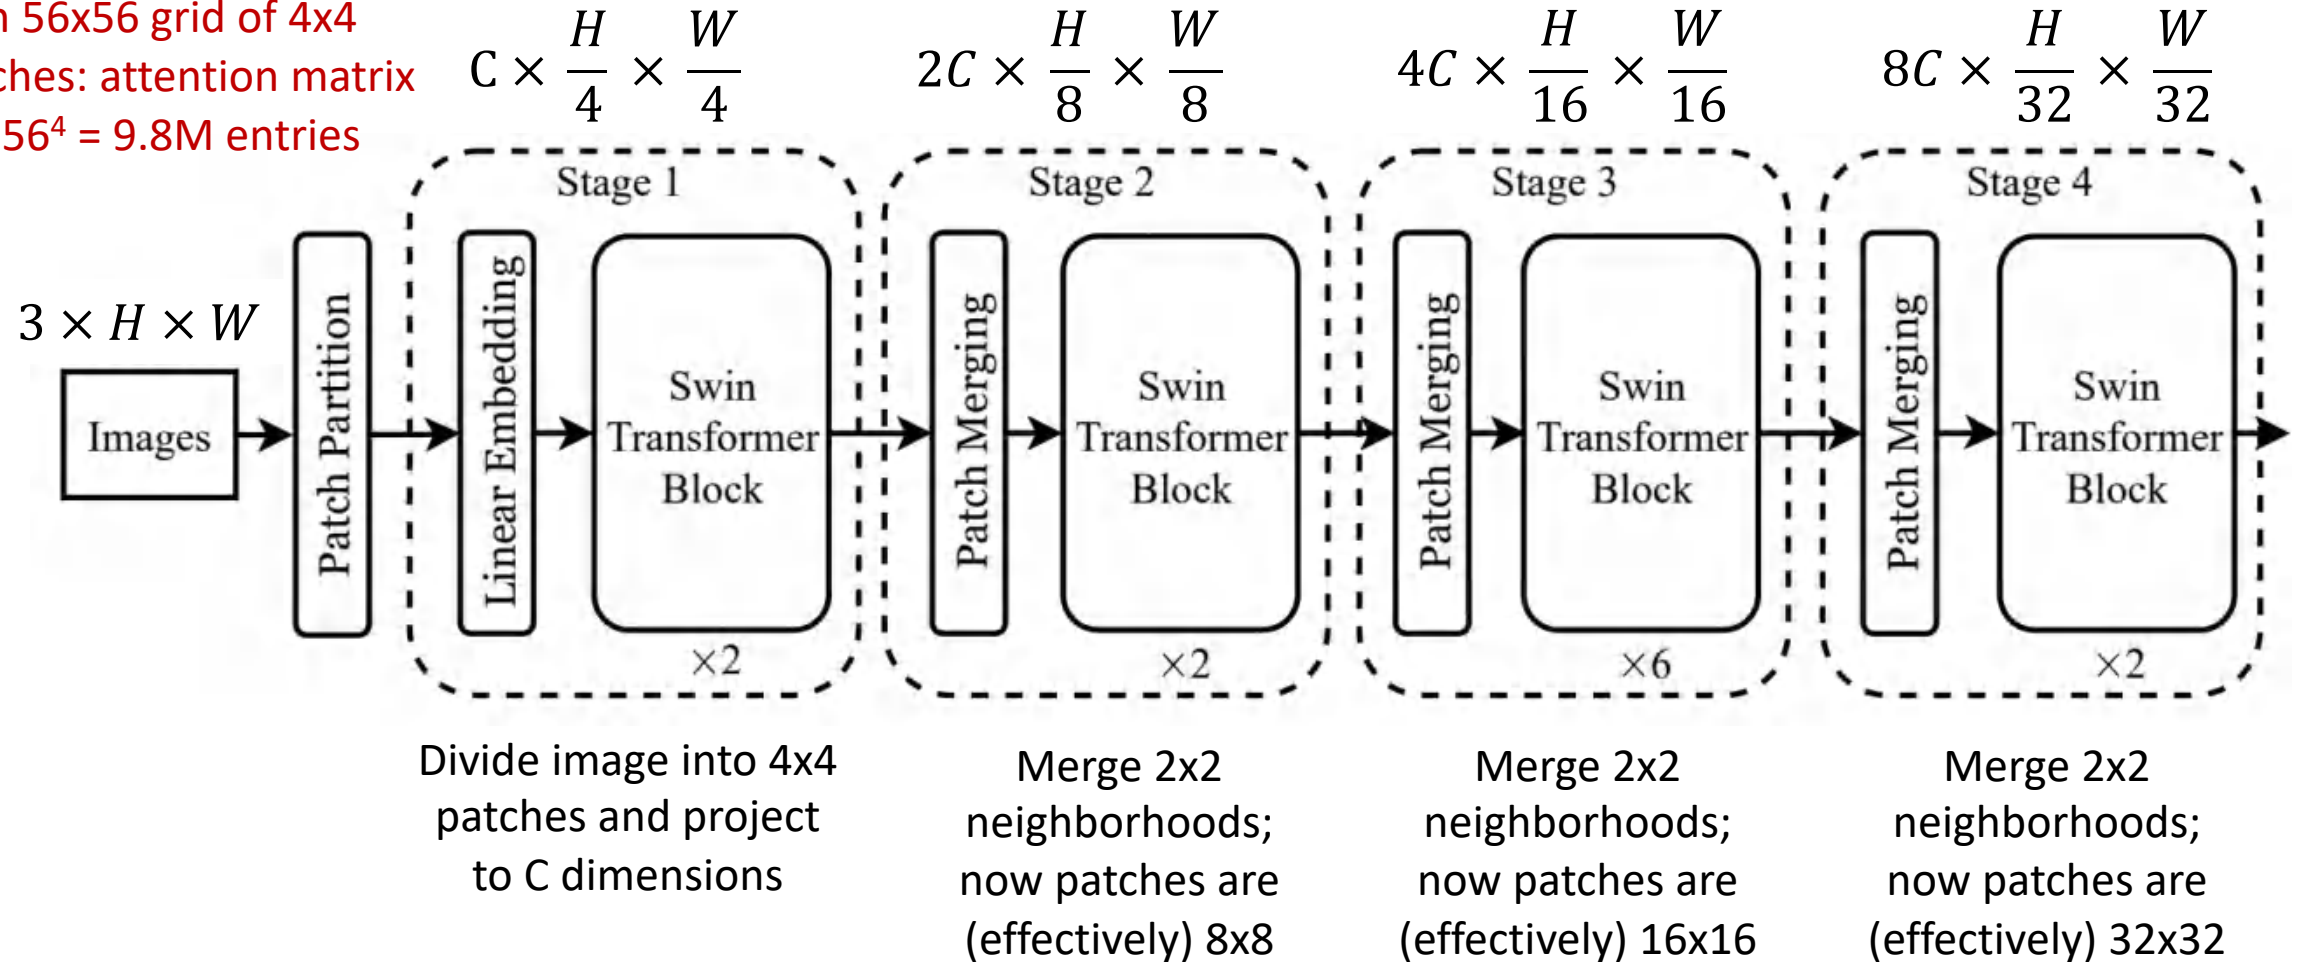 56x56 grid of 4x4
attention matrix
56⁴ = 9.8M entries
C × H/4 × W/4
2C × H/8 × W/8
4C × H/16 × W/16
8C × H/32 × W/32
3 × H × W
Images
Patch Partition
Stage 1
Linear Embedding
Swin
Transformer
Block
×2
Stage 2
Patch Merging
Swin
Transformer
Block
×2
Stage 3
Patch Merging
Swin
Transformer
Block
×6
Stage 4
Patch Merging
Swin
Transformer
Block
×2
Divide image into 4x4
patches and project
to C dimensions
Merge 2x2
neighborhoods;
now patches are
(effectively) 8x8
Merge 2x2
neighborhoods;
now patches are
(effectively) 16x16
Merge 2x2
neighborhoods;
now patches are
(effectively) 32x32